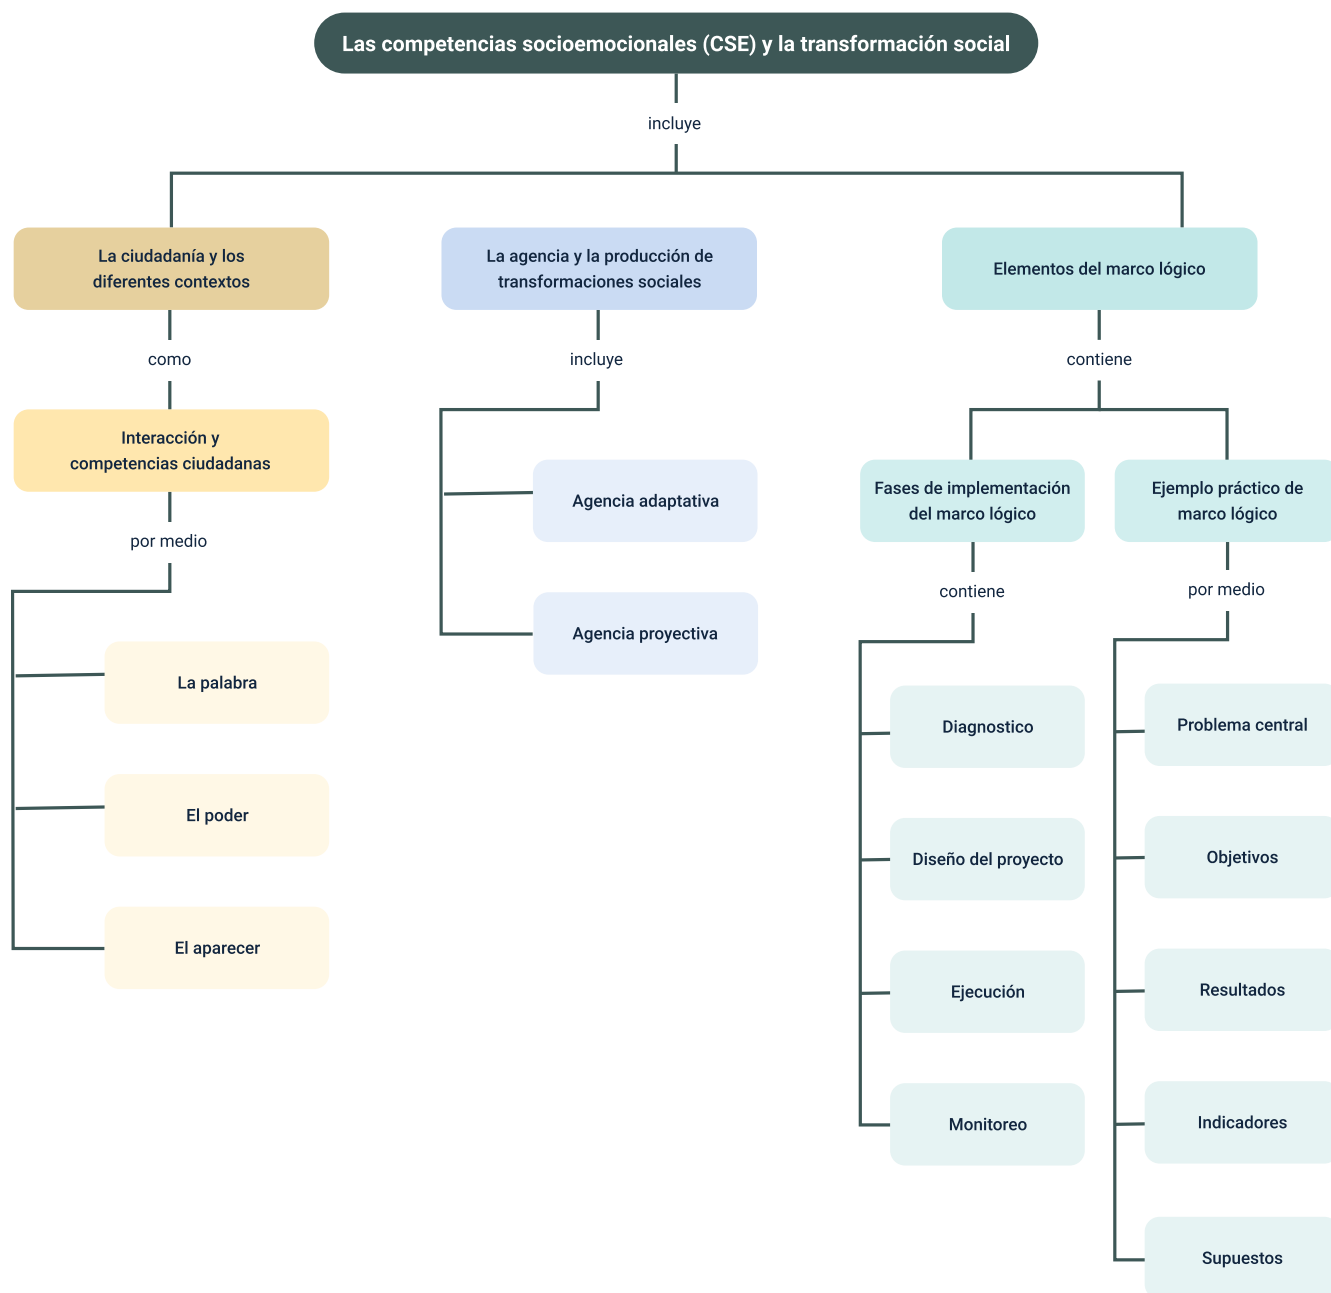 Las competencias socioemocionales (CSE) y la transformación social
incluye
La ciudadanía y los
diferentes contextos
como
Interacción y
competencias ciudadanas
por medio
La palabra
El poder
El aparecer
La agencia y la producción de
transformaciones sociales
incluye
Agencia adaptativa
Agencia proyectiva
Elementos del marco lógico
contiene
Fases de implementación
del marco lógico
contiene
Diagnostico
Diseño del proyecto
Ejecución
Monitoreo
Ejemplo práctico de
marco lógico
por medio
Problema central
Objetivos
Resultados
Indicadores
Supuestos